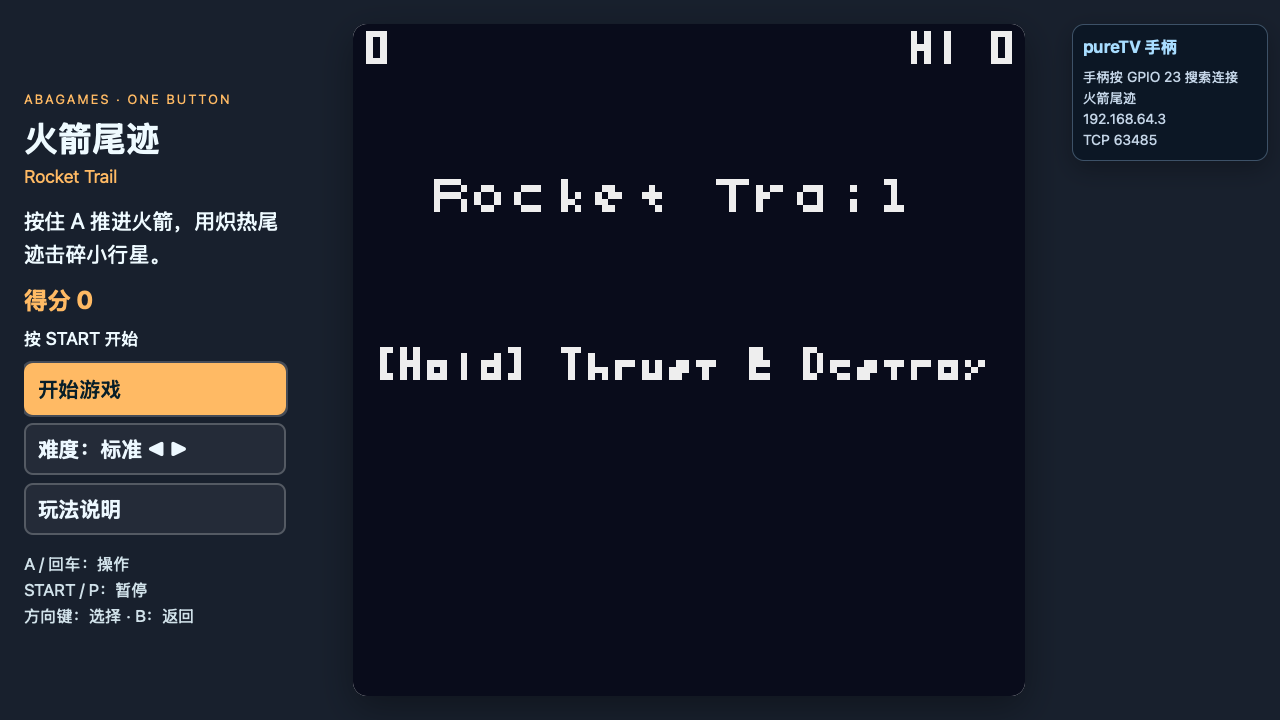 ABAGAMES · ONE BUTTON
火箭尾迹
Rocket Trail
按住 A 推进火箭，用炽热尾
迹击碎小行星。
得分 0
按 START 开始
开始游戏
难度：标准 ◀ ▶
玩法说明
A / 回车：操作
START / P：暂停
方向键：选择 · B：返回
0
HI 0
Rocket Trail
[Hold] Thrust & Destroy
pureTV 手柄
手柄按 GPIO 23 搜索连接
火箭尾迹
192.168.64.3
TCP 63485